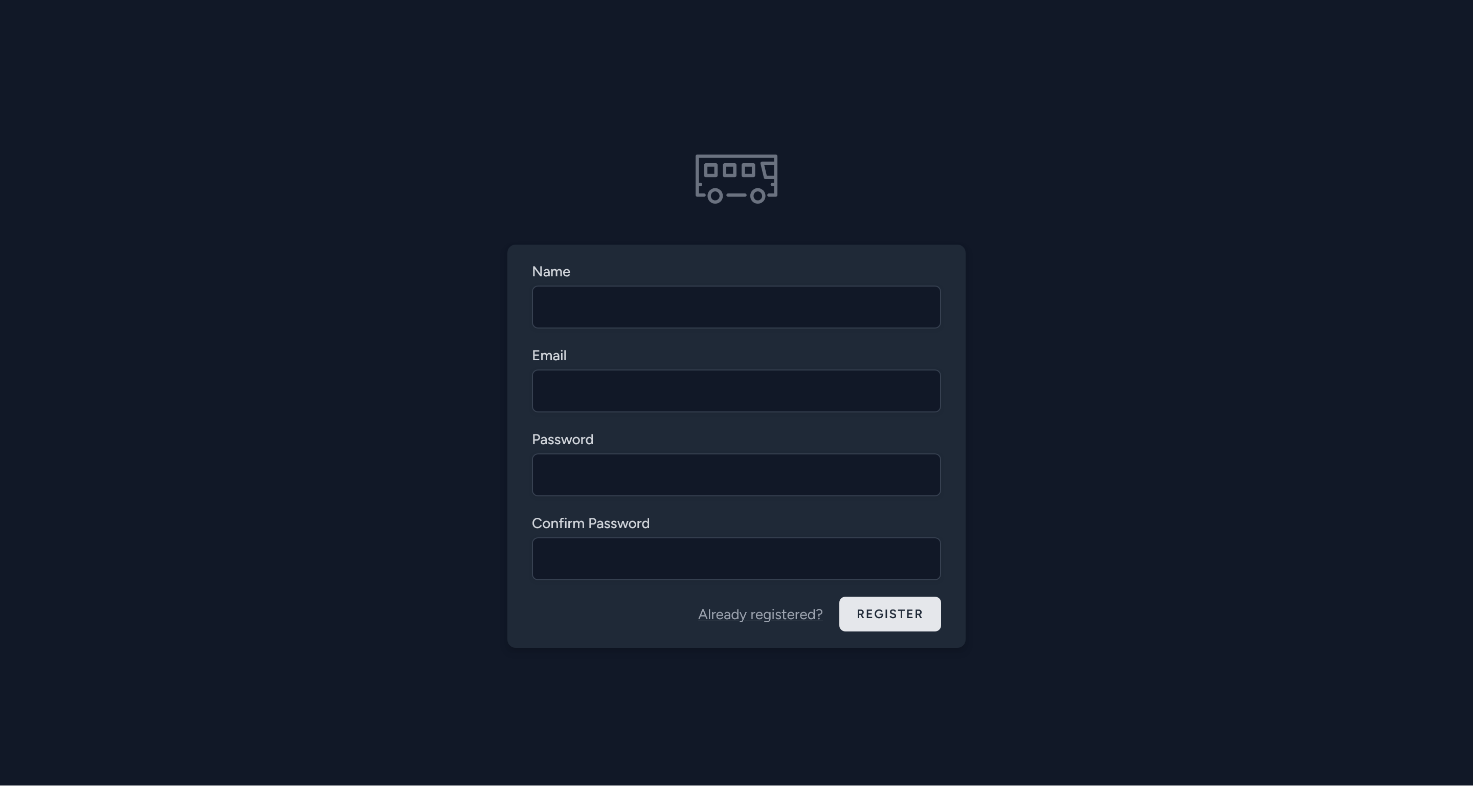 Name
Email
Password
Confirm Password
Already registered? REGISTER